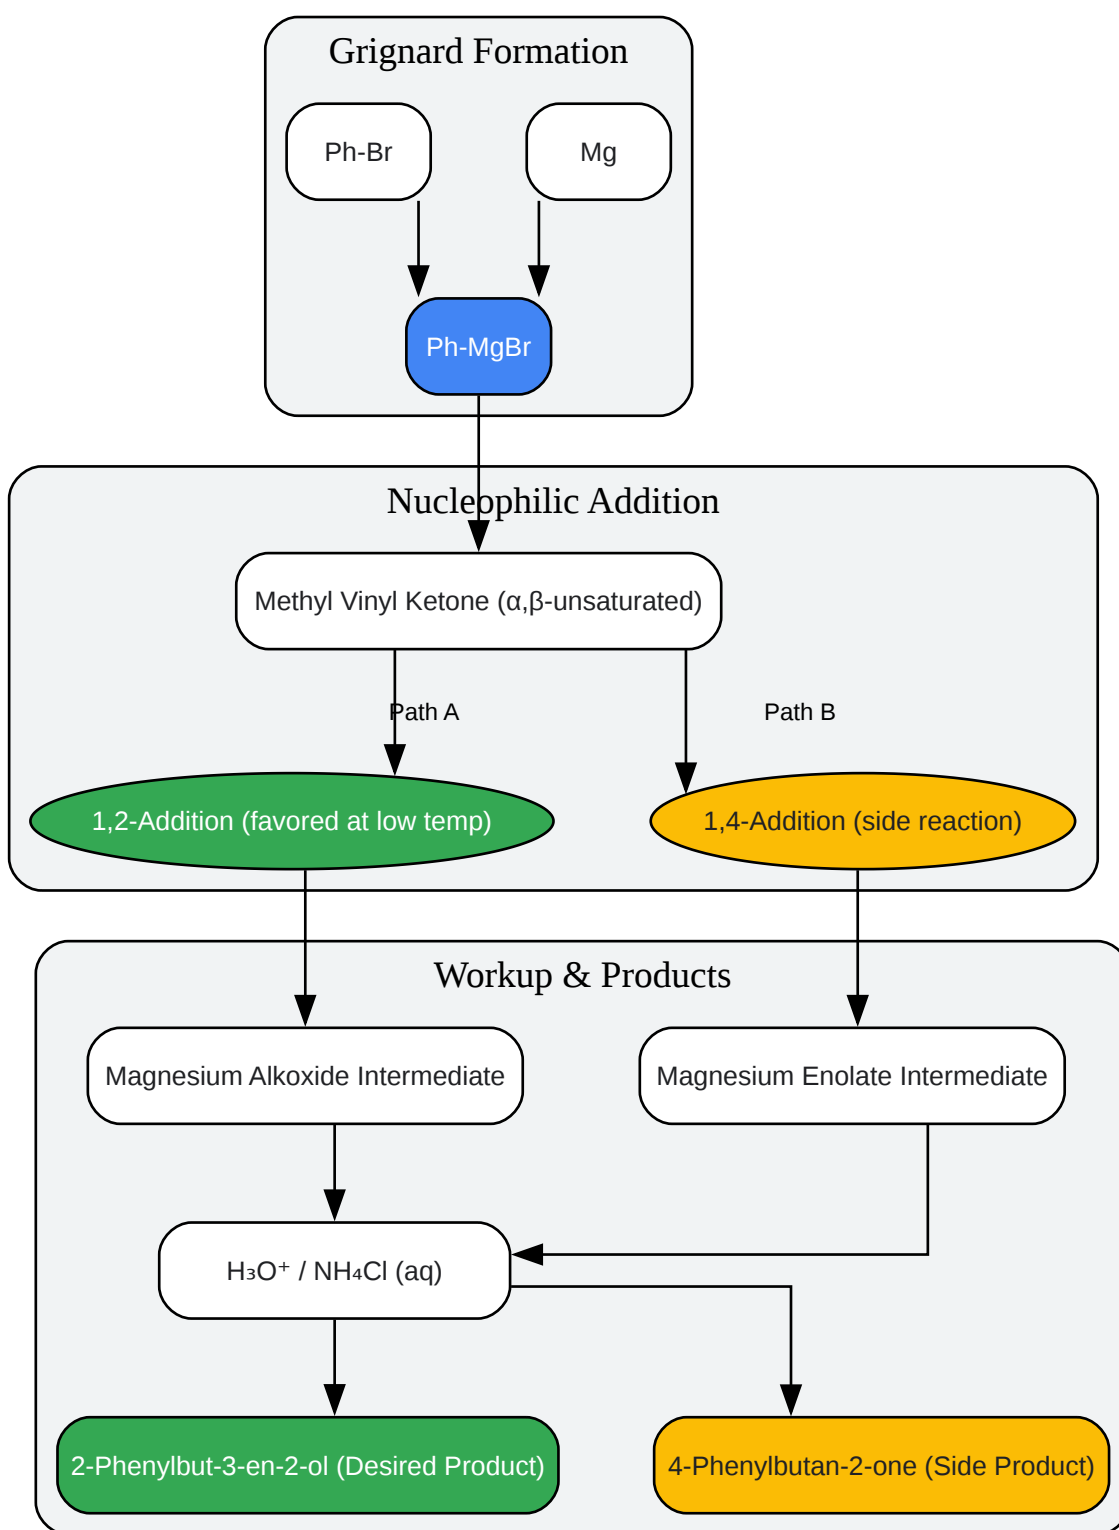 Grignard Formation
Ph-Br
Mg
Ph-MgBr
Nucleophilic Addition
Methyl Vinyl Ketone (α,β-unsaturated)
Path A
Path B
1,2-Addition (favored at low temp)
1,4-Addition (side reaction)
Workup & Products
Magnesium Alkoxide Intermediate
Magnesium Enolate Intermediate
H₃O⁺ / NH₄Cl (aq)
2-Phenylbut-3-en-2-ol (Desired Product)
4-Phenylbutan-2-one (Side Product)